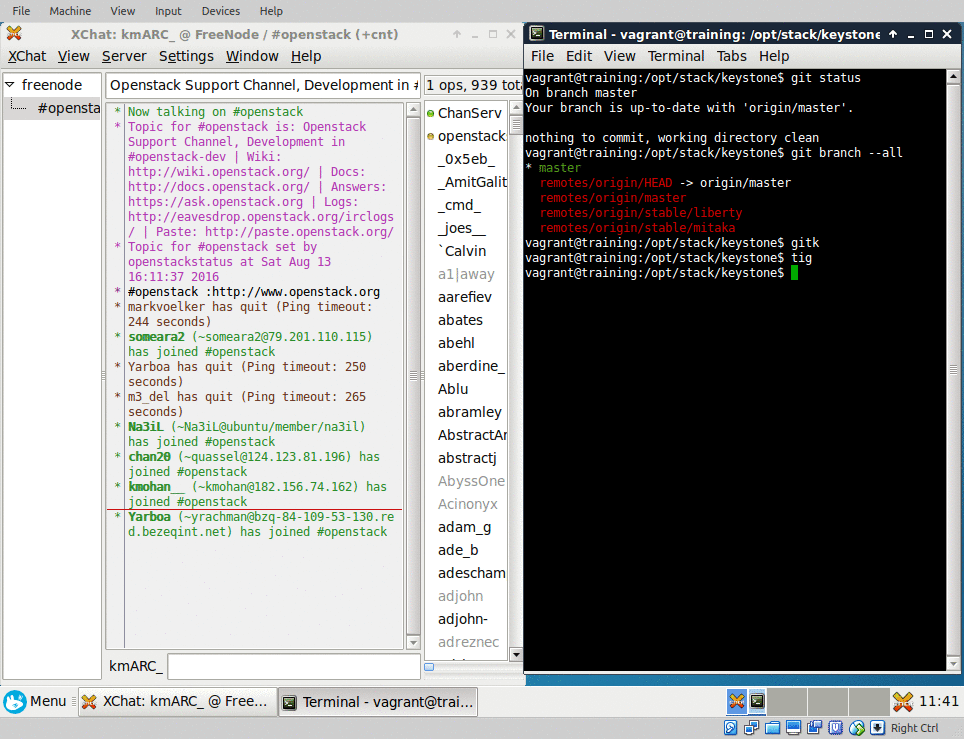 File Machine View Input Devices Help
XChat: kmARC_ @ FreeNode / #openstack (+cnt)
XChat View Server Settings Window Help
freenode
#opensta
Openstack Support Channel, Development in #
1 ops, 939 tota
* Now talking on #openstack
* Topic for #openstack is: Openstack
Support Channel, Development in
#openstack-dev | Wiki:
http://wiki.openstack.org/ | Docs:
http://docs.openstack.org/ | Answers:
https://ask.openstack.org | Logs:
http://eavesdrop.openstack.org/irclogs
/ | Paste: http://paste.openstack.org/
* Topic for #openstack set by
openstackstatus at Sat Aug 13
16:11:37 2016
* #openstack :http://www.openstack.org
* markvoelker has quit (Ping timeout:
244 seconds)
* someara2 (~someara2@79.201.110.115)
has joined #openstack
* Yarboa has quit (Ping timeout: 250
seconds)
* m3_del has quit (Ping timeout: 265
seconds)
* Na3iL (~Na3iL@ubuntu/member/na3il)
has joined #openstack
* chan20 (~quassel@124.123.81.196) has
joined #openstack
* kmohan__ (~kmohan@182.156.74.162) has
joined #openstack
* Yarboa (~yrachman@bzq-84-109-53-130.re
d.bezeqint.net) has joined #openstack
kmARC_
ChanServ
openstack
_0x5eb_
_AmitGalit
_cmd_
_joes__
`Calvin
a1|away
aarefiev
abates
abehl
aberdine_
Ablu
abramley
AbstractAr
abstractj
AbyssOne
Acinonyx
adam_g
ade_b
adescham
adjohn
adjohn-
adreznec
Terminal - vagrant@training: /opt/stack/keystone
File Edit View Terminal Tabs Help
vagrant@training:/opt/stack/keystone$ git status
On branch master
Your branch is up-to-date with 'origin/master'.
nothing to commit, working directory clean
vagrant@training:/opt/stack/keystone$ git branch --all
* master
remotes/origin/HEAD -> origin/master
remotes/origin/master
remotes/origin/stable/liberty
remotes/origin/stable/mitaka
vagrant@training:/opt/stack/keystone$ gitk
vagrant@training:/opt/stack/keystone$ tig
vagrant@training:/opt/stack/keystone$
Menu XChat: kmARC_ @ Free... Terminal - vagrant@trai... 11:41
Right Ctrl